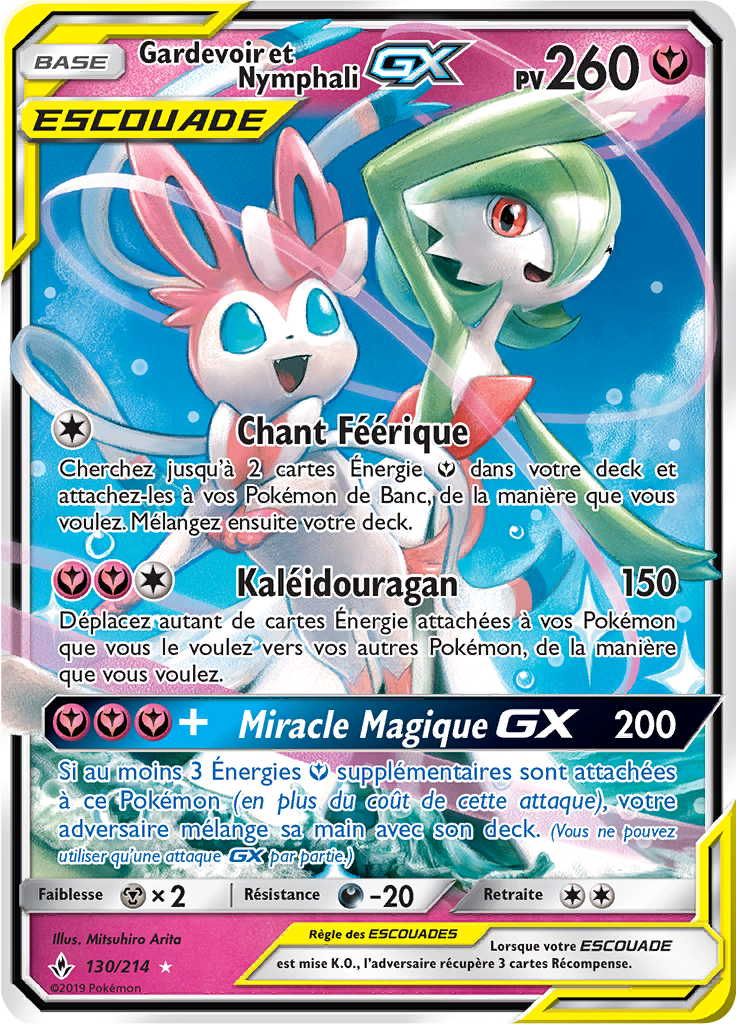 BASE
Gardevoir et
Nymphali GX
PV 260
ESCOUADE
Chant Féérique
Cherchez jusqu'à 2 cartes Énergie dans votre deck et
attachez-les à vos Pokémon de Banc, de la manière que vous
voulez. Mélangez ensuite votre deck.
Kaléidouragan 150
Déplacez autant de cartes Énergie attachées à vos Pokémon
que vous le voulez vers vos autres Pokémon, de la manière
que vous voulez.
+ Miracle Magique GX 200
Si au moins 3 Énergies supplémentaires sont attachées
à ce Pokémon (en plus du coût de cette attaque), votre
adversaire mélange sa main avec son deck. (Vous ne pouvez
utiliser qu'une attaque GX par partie.)
Faiblesse ×2 Résistance -20 Retraite
Illus. Mitsuhiro Arita
130/214
©2019 Pokémon
Règle des ESCOUADES
Lorsque votre ESCOUADE
est mise K.O., l'adversaire récupère 3 cartes Récompense.